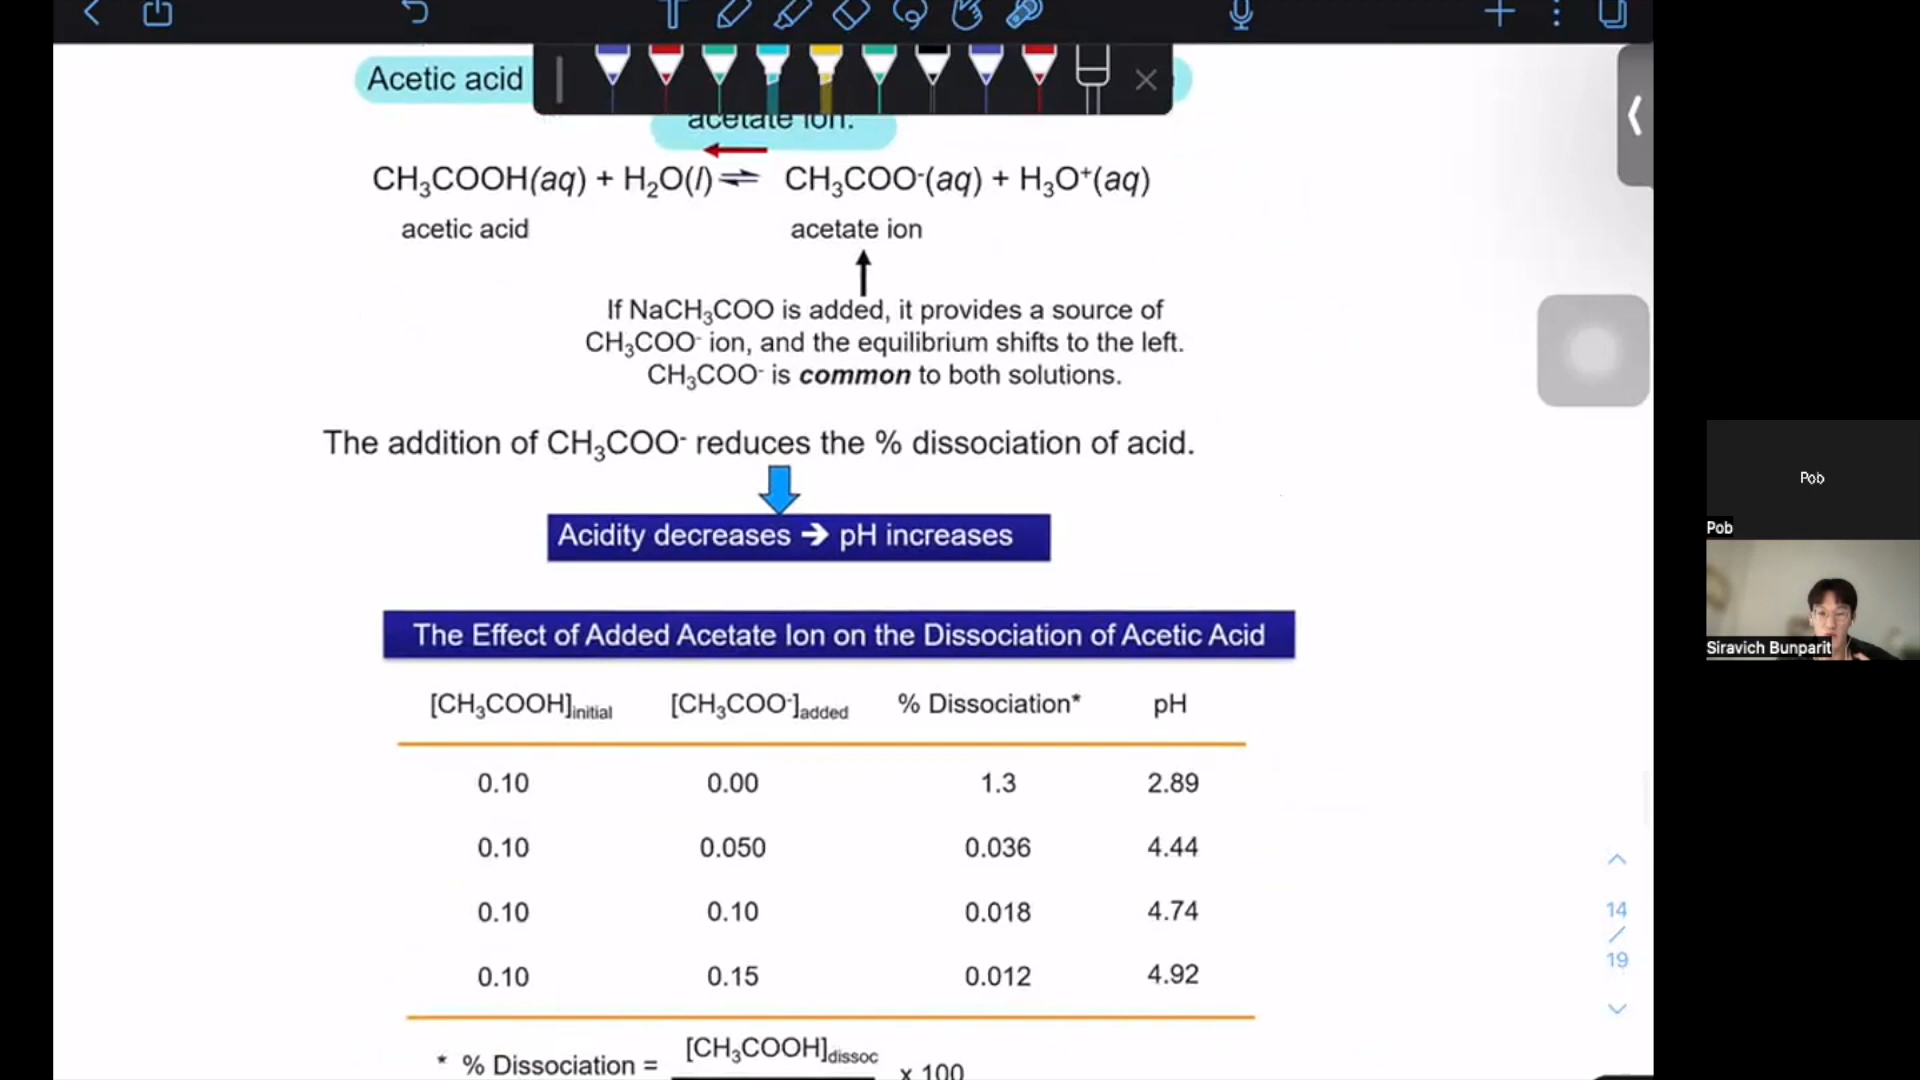 Acetic acid
acetate ion.
CH₃COOH(aq) + H₂O(l) ⇌ CH₃COO⁻(aq) + H₃O⁺(aq)
acetic acid acetate ion
If NaCH₃COO is added, it provides a source of
CH₃COO⁻ ion, and the equilibrium shifts to the left.
CH₃COO⁻ is common to both solutions.
The addition of CH₃COO⁻ reduces the % dissociation of acid.
Acidity decreases ➔ pH increases
The Effect of Added Acetate Ion on the Dissociation of Acetic Acid
[CH₃COOH]initial [CH₃COO⁻]added % Dissociation* pH
0.10 0.00 1.3 2.89
0.10 0.050 0.036 4.44
0.10 0.10 0.018 4.74
0.10 0.15 0.012 4.92
[CH₃COOH]dissoc
* % Dissociation = x 100
14
/
19
Pob
Pob
Siravich Bunparit